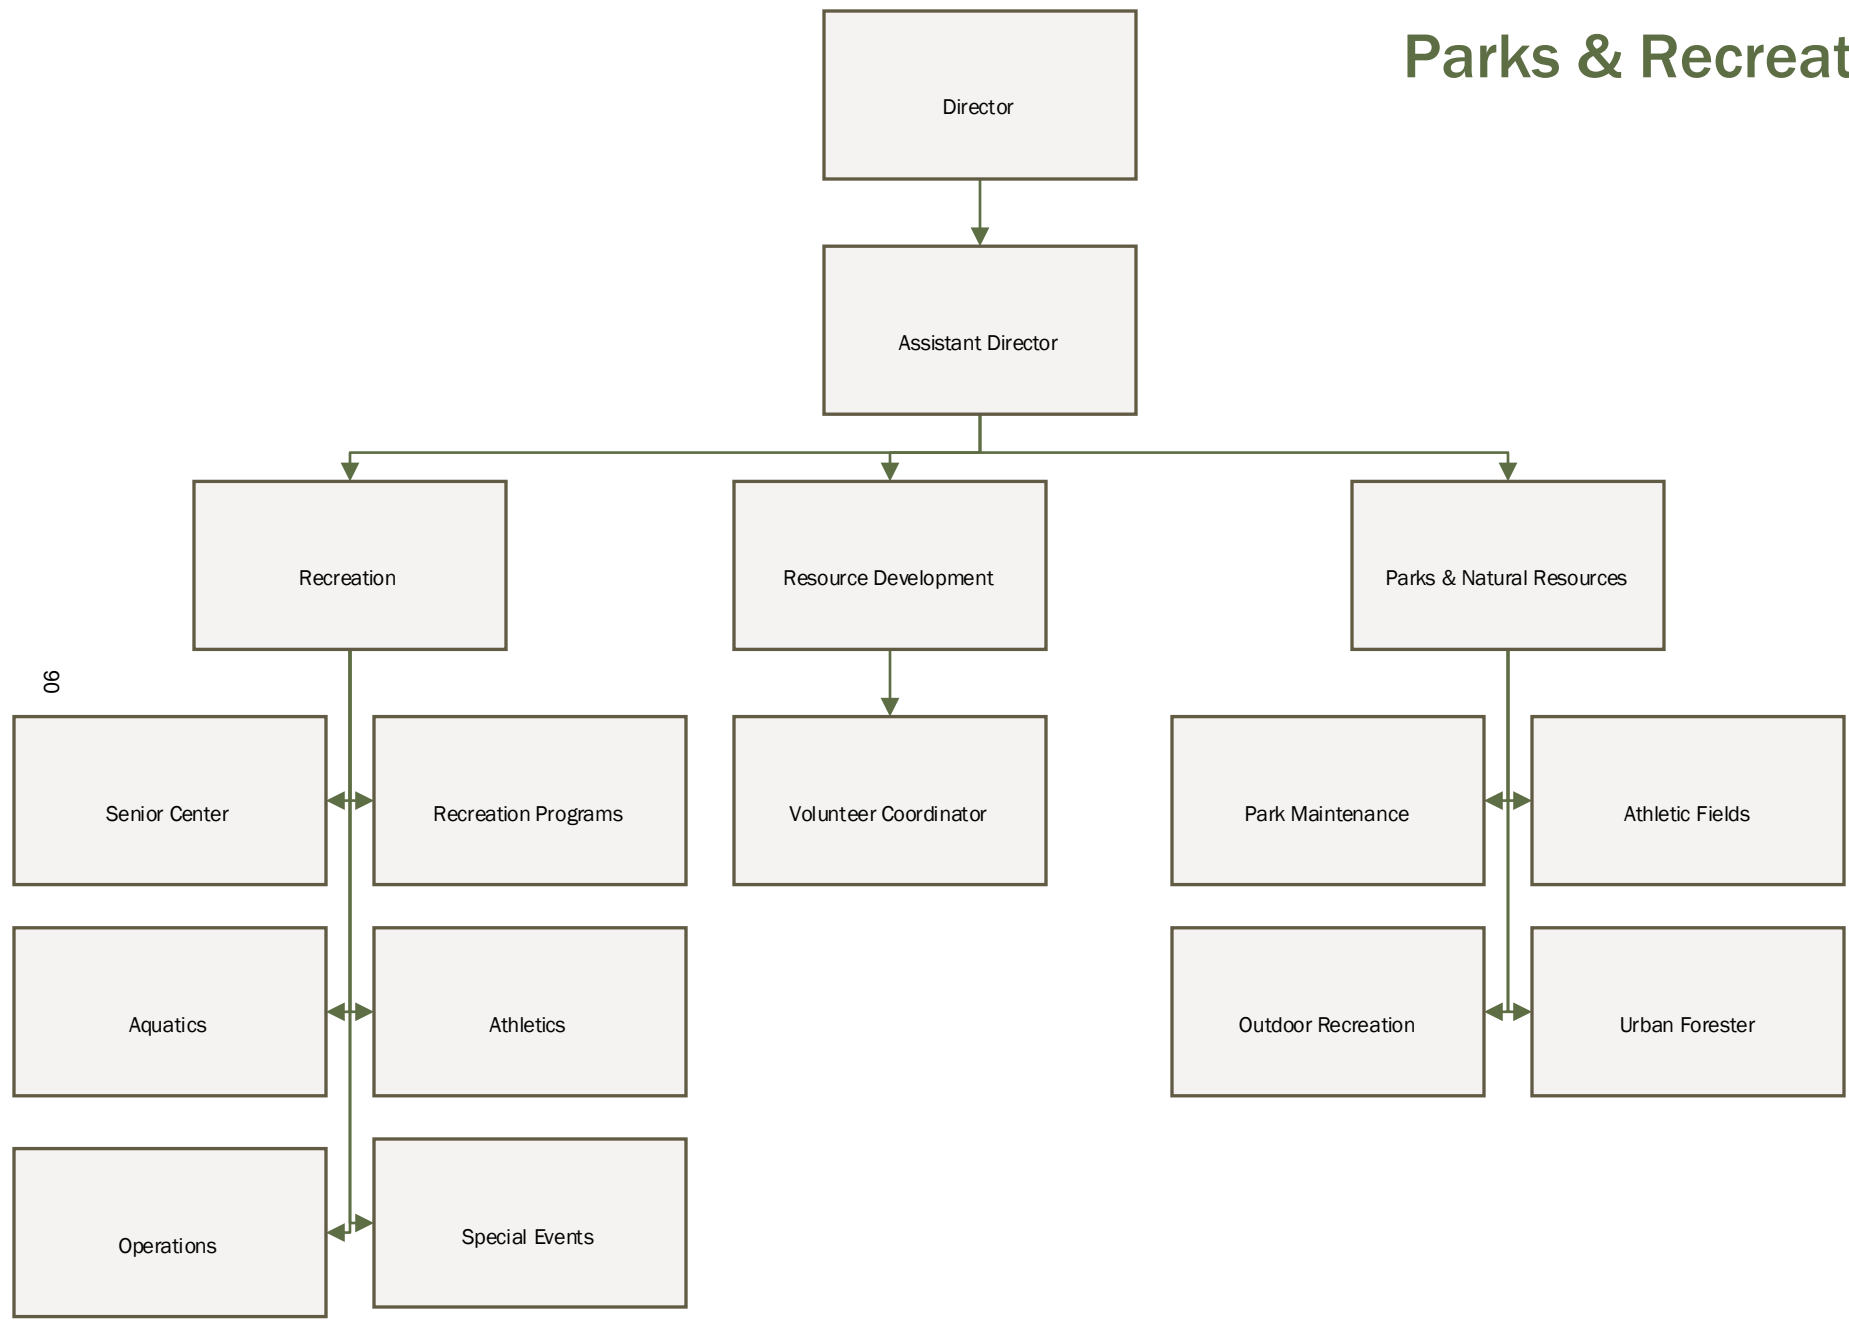 Parks & Recreat
Director
Assistant Director
Recreation
Resource Development
Parks & Natural Resources
90
Senior Center
Recreation Programs
Volunteer Coordinator
Park Maintenance
Athletic Fields
Aquatics
Athletics
Outdoor Recreation
Urban Forester
Operations
Special Events